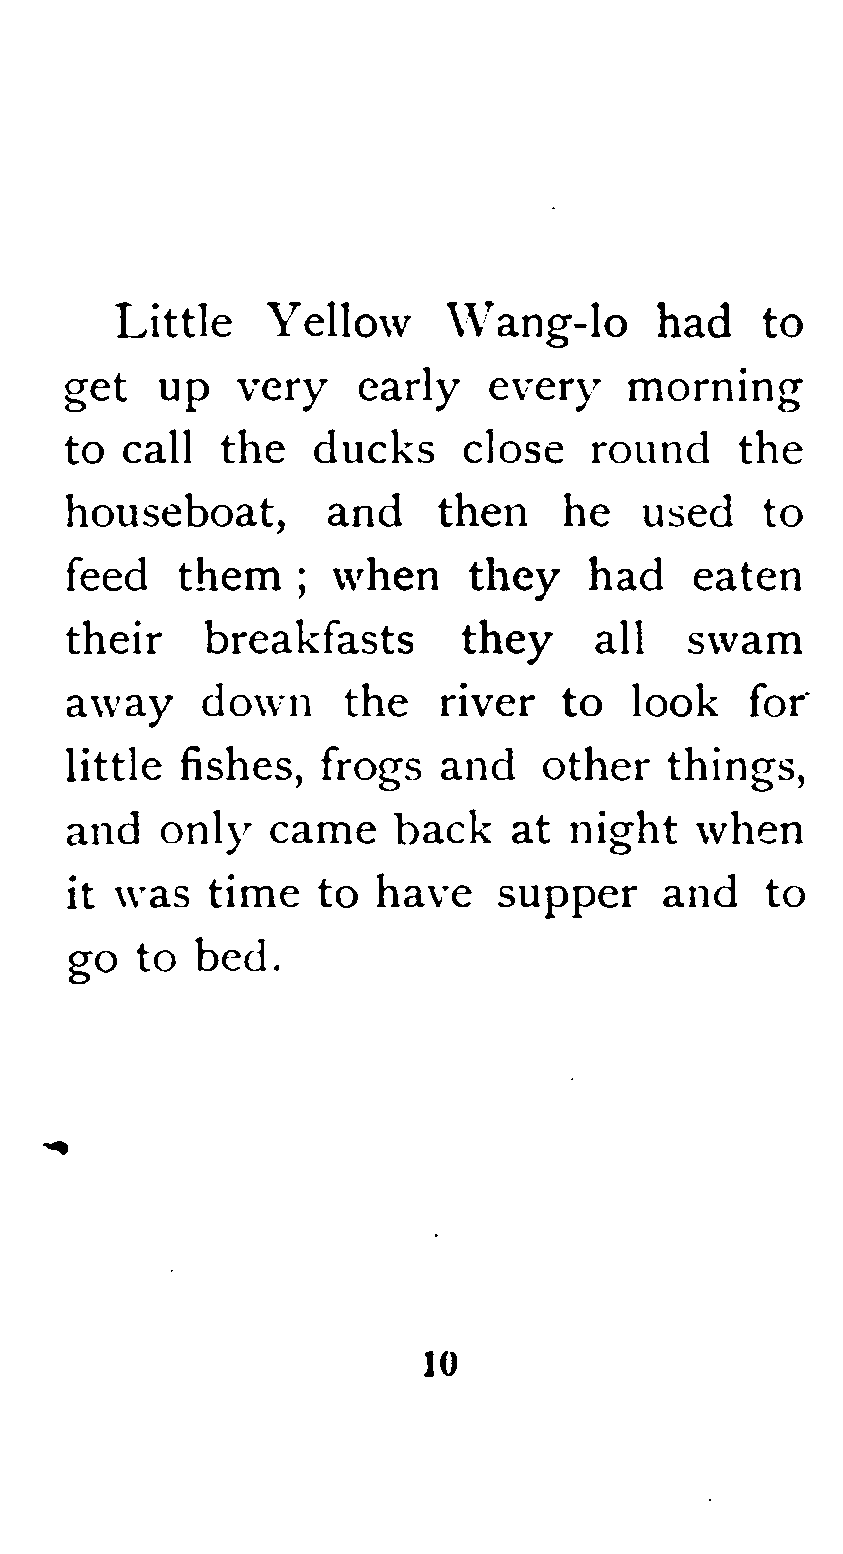 Little Yellow Wang-lo had to
get up very early every morning
to call the ducks close round the
houseboat, and then he used to
feed them ; when they had eaten
their breakfasts they all swam
away down the river to look for
little fishes, frogs and other things,
and only came back at night when
it was time to have supper and to
go to bed.
10